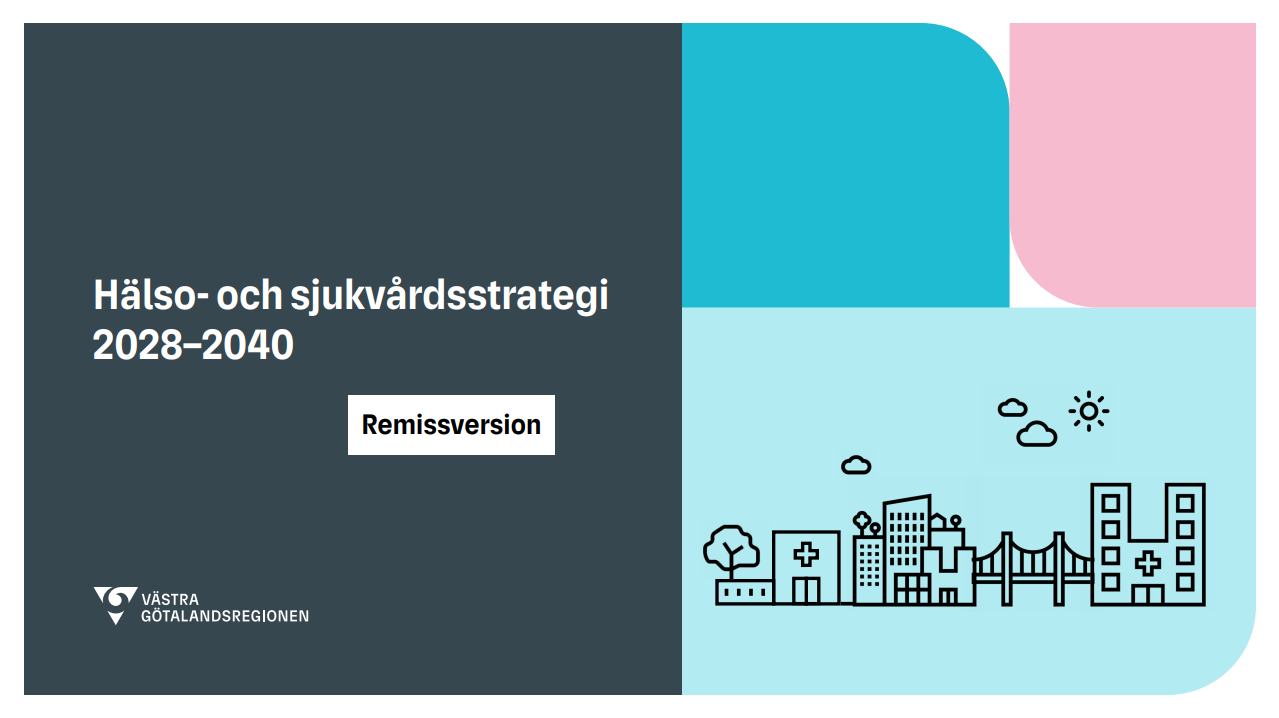 Hälso- och sjukvårdsstrategi
2028–2040
Remissversion
VÄSTRA
GÖTALANDSREGIONEN